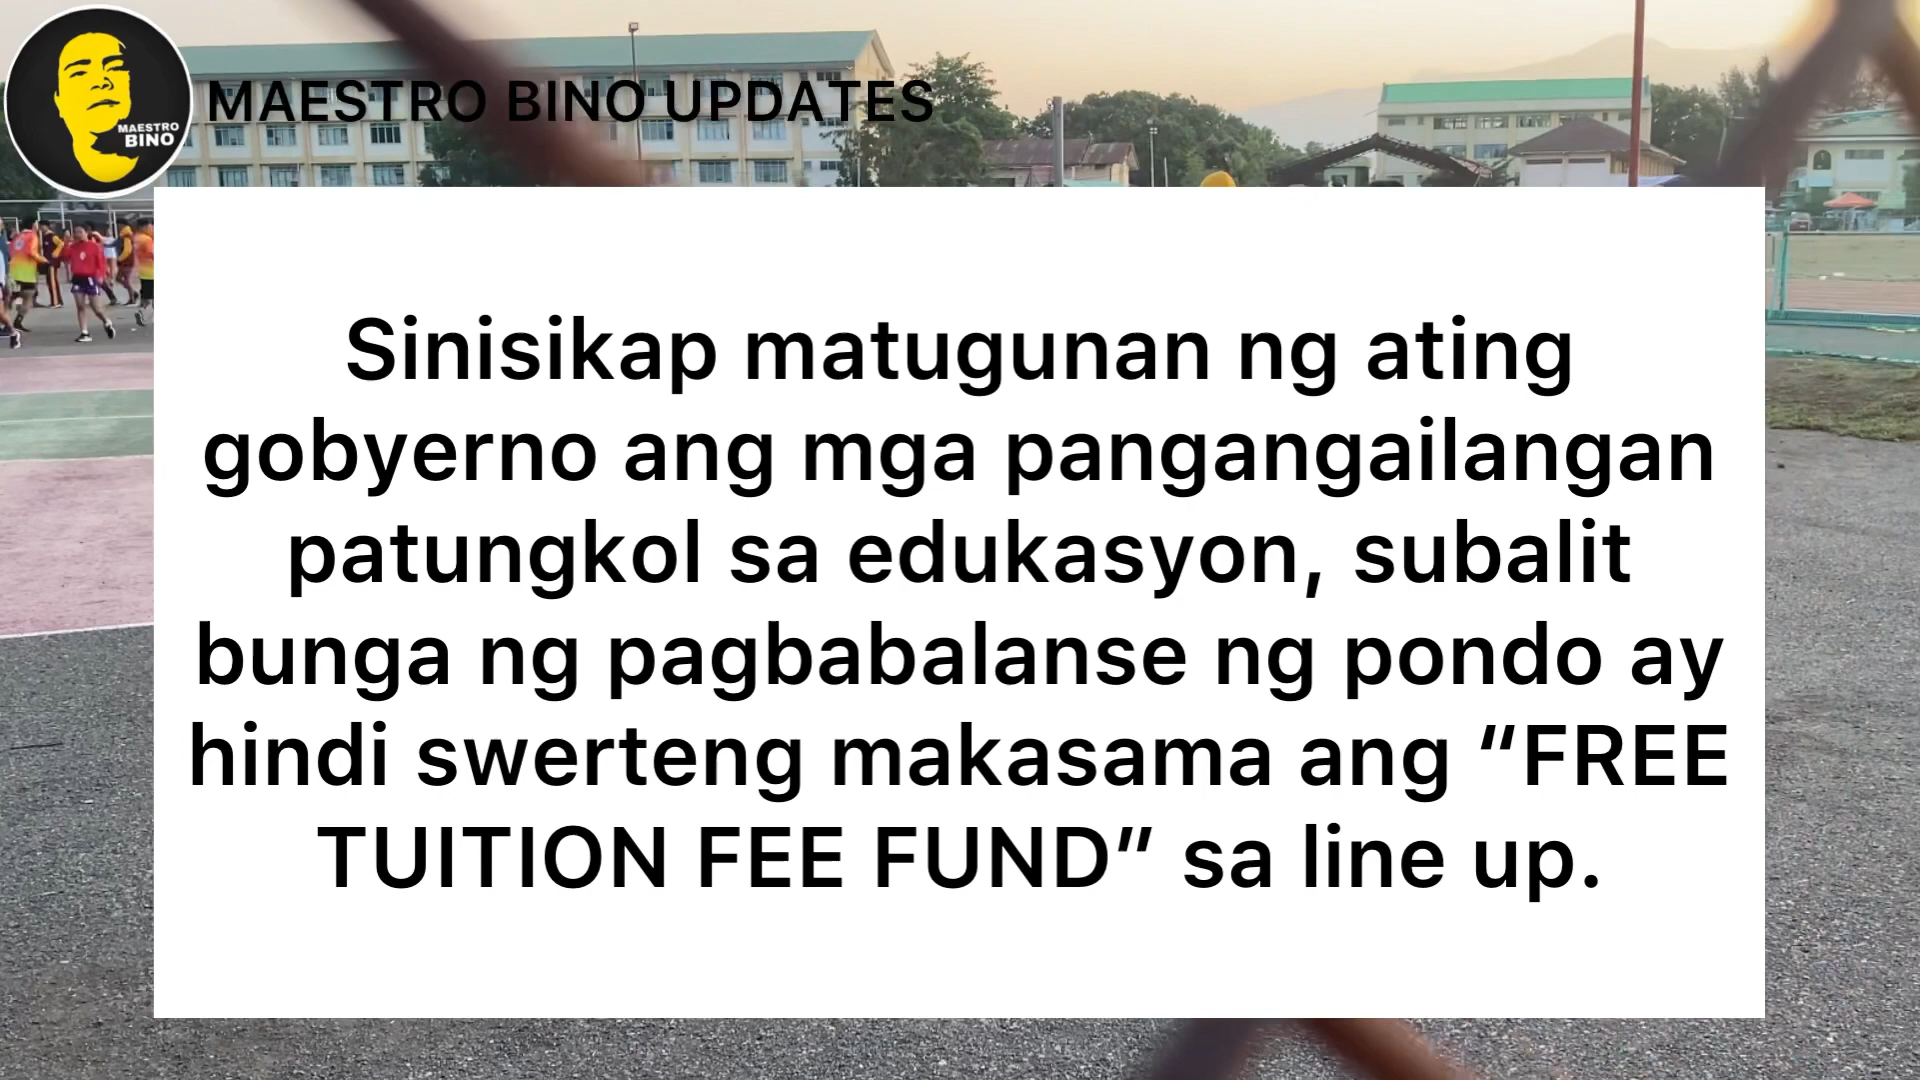 MAESTRO BINO UPDATES
MAESTRO
BINO
Sinisikap matugunan ng ating
gobyerno ang mga pangangailangan
patungkol sa edukasyon, subalit
bunga ng pagbabalanse ng pondo ay
hindi swerteng makasama ang “FREE
TUITION FEE FUND” sa line up.